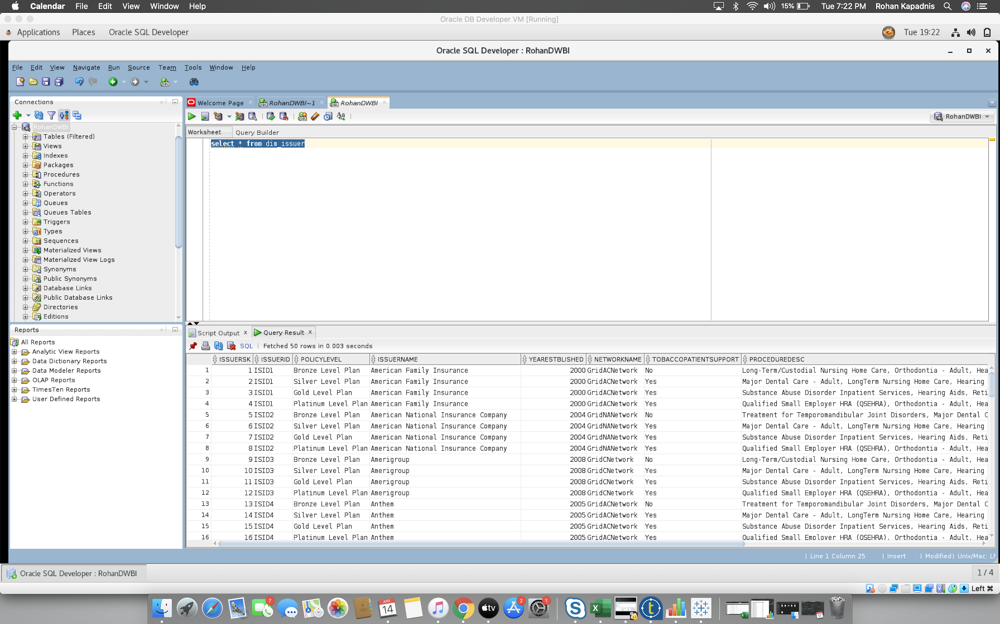 Calendar File Edit View Window Help 15% Tue 7:22 PM Rohan Kapadnis
Oracle DB Developer VM [Running]
Applications Places Oracle SQL Developer Tue 19:22
Oracle SQL Developer : RohanDWBI
File Edit View Navigate Run Source Team Tools Window Help
Connections
Welcome Page RohanDWBI~1 RohanDWBI
RohanDWBI
Worksheet Query Builder
select * from dim_issuer
RohanDWBI
Tables (Filtered)
Views
Indexes
Packages
Procedures
Functions
Operators
Queues
Queues Tables
Triggers
Types
Sequences
Materialized Views
Materialized View Logs
Synonyms
Public Synonyms
Database Links
Public Database Links
Directories
Editions
Reports
All Reports
Analytic View Reports
Data Dictionary Reports
Data Modeler Reports
OLAP Reports
TimesTen Reports
User Defined Reports
Script Output Query Result
SQL | Fetched 50 rows in 0.003 seconds
ISSUERSK ISSUERID POLICYLEVEL ISSUERNAME YEARESTBLISHED NETWORKNAME TOBACCOPATIENTSUPPORT PROCEDUREDESC
1 1 ISID1 Bronze Level Plan American Family Insurance 2000 GridACNetwork No Long-Term/Custodial Nursing Home Care, Orthodontia - Adult, Hea
2 2 ISID1 Silver Level Plan American Family Insurance 2000 GridACNetwork Yes Major Dental Care - Adult, LongTerm Nursing Home Care, Hearing
3 3 ISID1 Gold Level Plan American Family Insurance 2000 GridACNetwork Yes Substance Abuse Disorder Inpatient Services, Hearing Aids, Reti
4 4 ISID1 Platinum Level Plan American Family Insurance 2000 GridACNetwork Yes Qualified Small Employer HRA (QSEHRA), Orthodontia - Adult, Hea
5 5 ISID2 Bronze Level Plan American National Insurance Company 2004 GridNANetwork No Treatment for Temporomandibular Joint Disorders, Major Dental C
6 6 ISID2 Silver Level Plan American National Insurance Company 2004 GridNANetwork Yes Major Dental Care - Adult, LongTerm Nursing Home Care, Hearing
7 7 ISID2 Gold Level Plan American National Insurance Company 2004 GridNANetwork Yes Substance Abuse Disorder Inpatient Services, Hearing Aids, Reti
8 8 ISID2 Platinum Level Plan American National Insurance Company 2004 GridNANetwork Yes Qualified Small Employer HRA (QSEHRA), Orthodontia - Adult, Hea
9 9 ISID3 Bronze Level Plan Amerigroup 2008 GridCNetwork No Long-Term/Custodial Nursing Home Care, Orthodontia - Adult, Hea
10 10 ISID3 Silver Level Plan Amerigroup 2008 GridCNetwork Yes Major Dental Care - Adult, LongTerm Nursing Home Care, Hearing
11 11 ISID3 Gold Level Plan Amerigroup 2008 GridCNetwork Yes Substance Abuse Disorder Inpatient Services, Hearing Aids, Reti
12 12 ISID3 Platinum Level Plan Amerigroup 2008 GridCNetwork Yes Qualified Small Employer HRA (QSEHRA), Orthodontia - Adult, Hea
13 13 ISID4 Bronze Level Plan Anthem 2005 GridACNetwork No Treatment for Temporomandibular Joint Disorders, Major Dental C
14 14 ISID4 Silver Level Plan Anthem 2005 GridACNetwork Yes Major Dental Care - Adult, LongTerm Nursing Home Care, Hearing
15 15 ISID4 Gold Level Plan Anthem 2005 GridACNetwork Yes Substance Abuse Disorder Inpatient Services, Hearing Aids, Reti
16 16 ISID4 Platinum Level Plan Anthem 2005 GridACNetwork Yes Qualified Small Employer HRA (QSEHRA), Orthodontia - Adult, Hea
| Line 1 Column 25 | Insert | Modified | Unix/Mac: LF
Oracle SQL Developer : RohanDWBI 1 / 4
Left ⌘
7 APR 14 tv 2 1 S X t 17